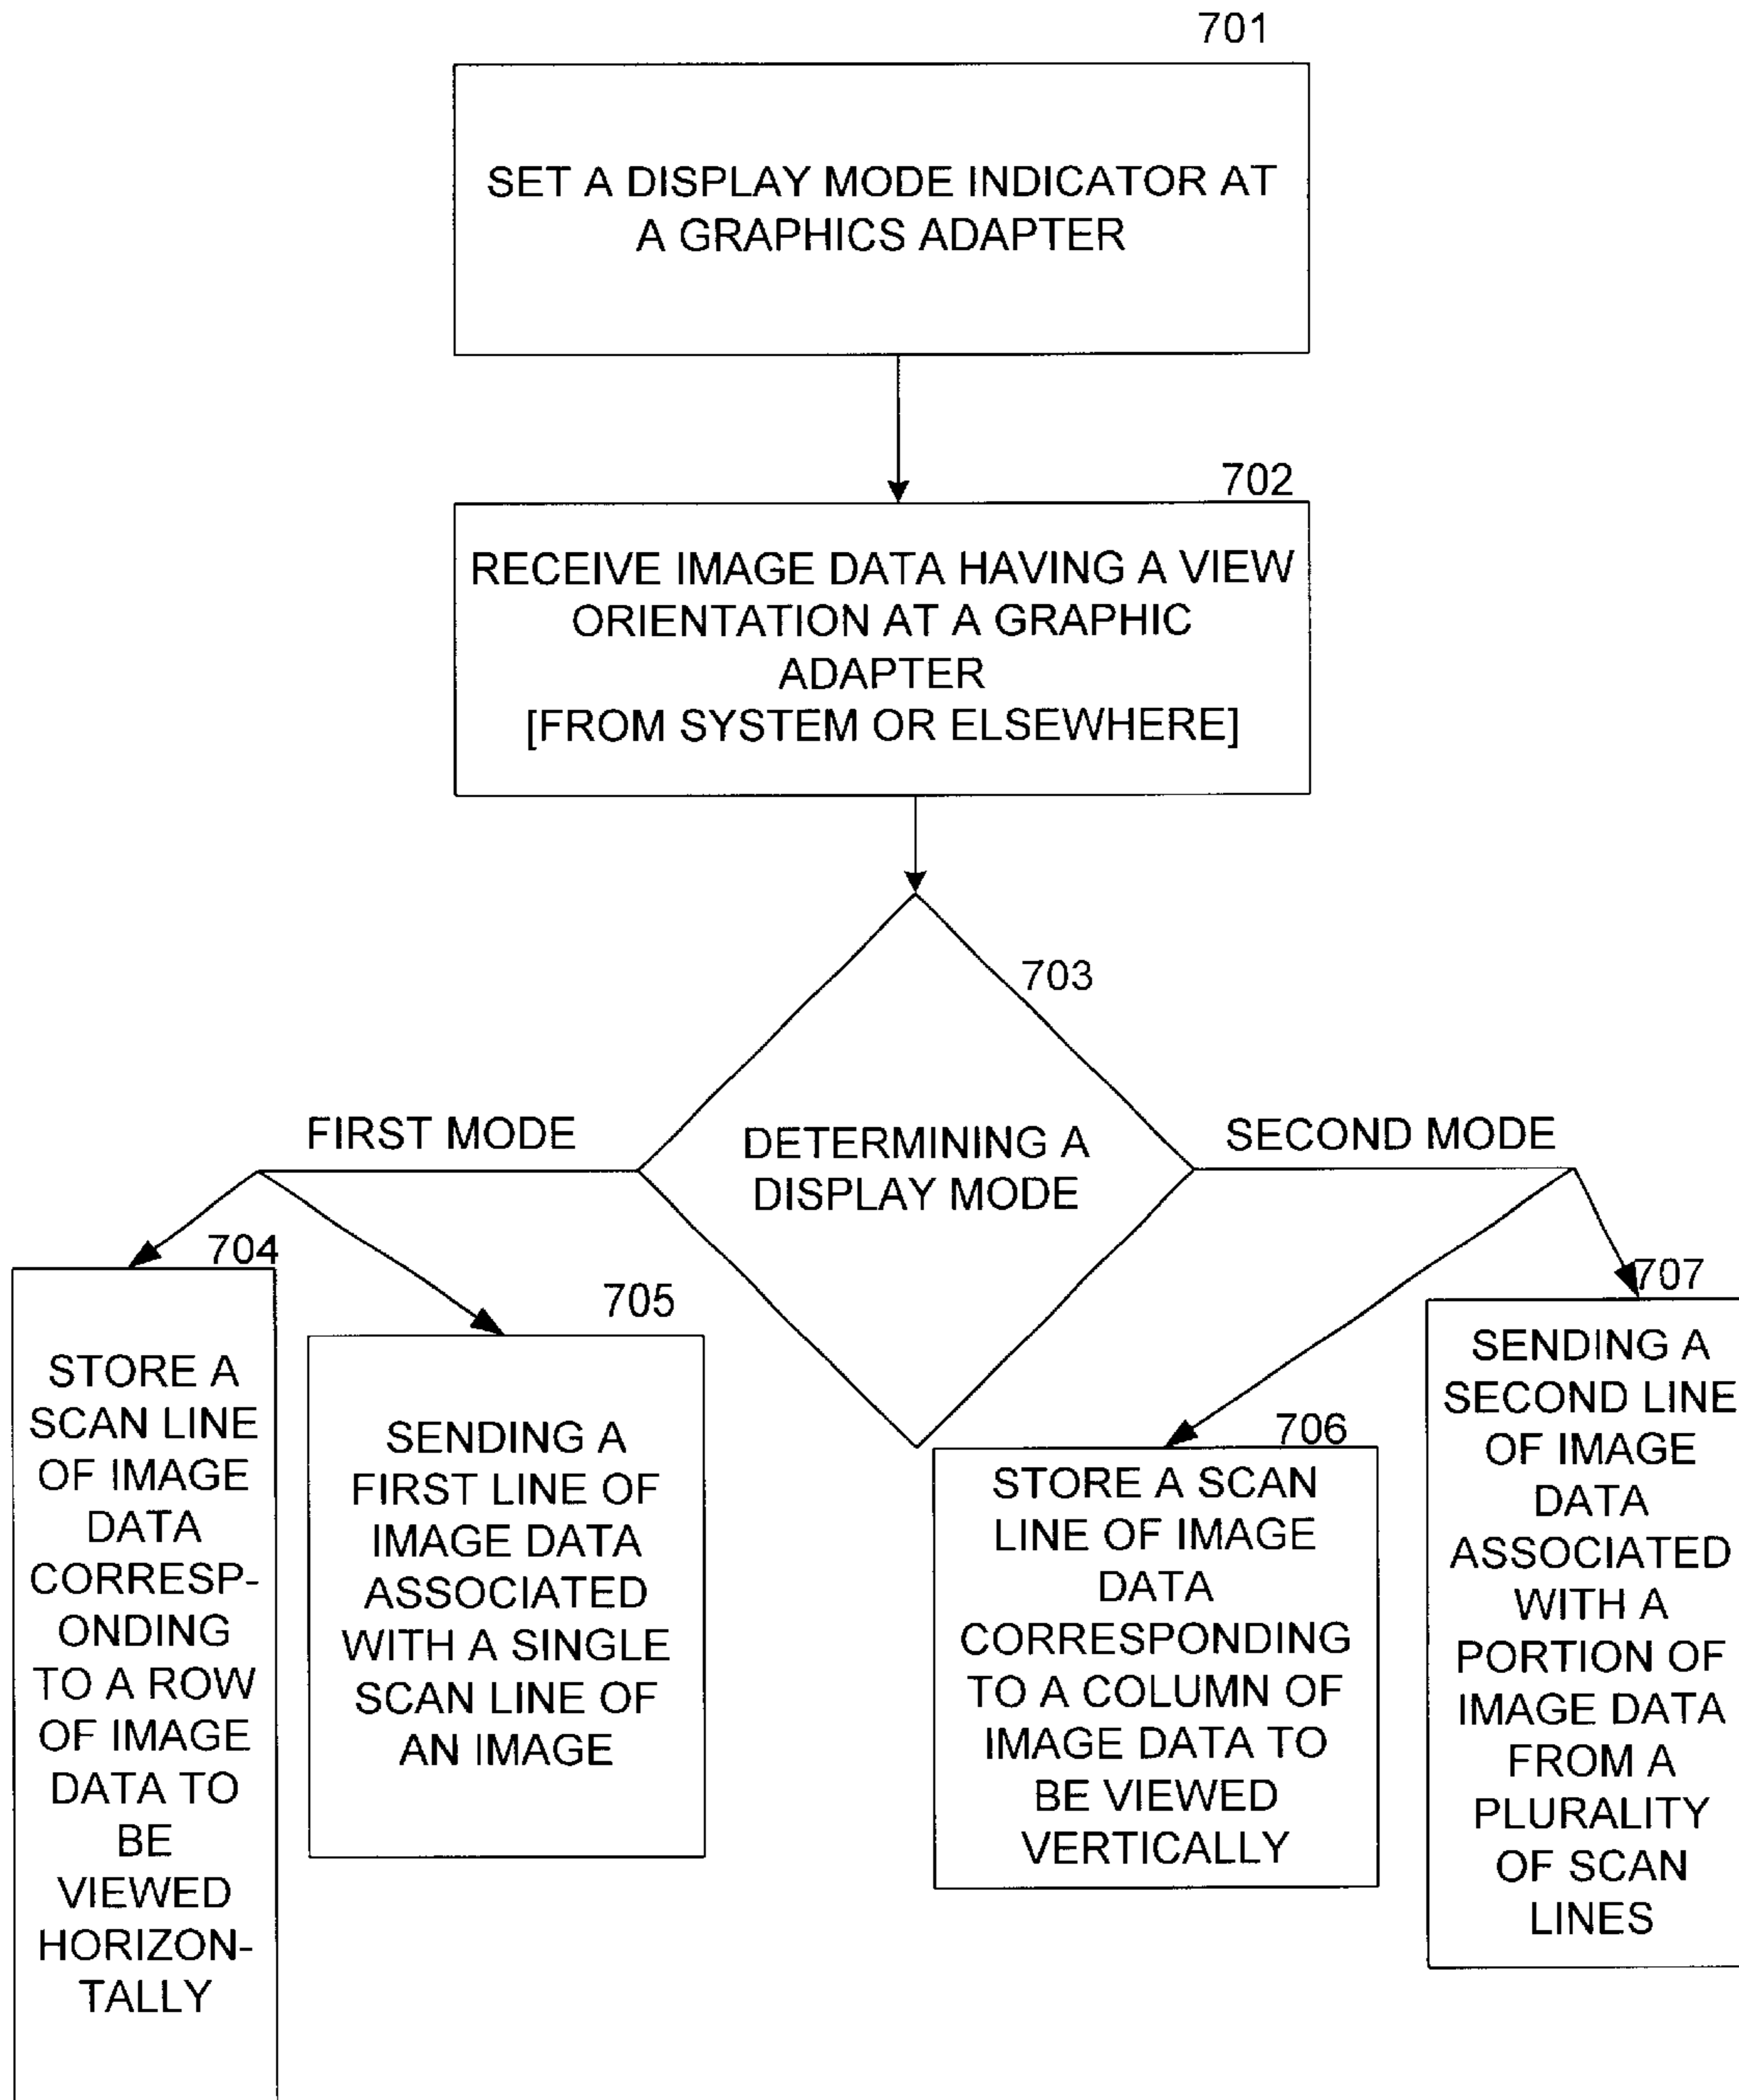 701
SET A DISPLAY MODE INDICATOR AT
A GRAPHICS ADAPTER
702
RECEIVE IMAGE DATA HAVING A VIEW
ORIENTATION AT A GRAPHIC
ADAPTER
[FROM SYSTEM OR ELSEWHERE]
703
DETERMINING A
DISPLAY MODE
FIRST MODE
SECOND MODE
704
STORE A
SCAN LINE
OF IMAGE
DATA
CORRESP-
ONDING
TO A ROW
OF IMAGE
DATA TO
BE
VIEWED
HORIZON-
TALLY
705
SENDING A
FIRST LINE OF
IMAGE DATA
ASSOCIATED
WITH A SINGLE
SCAN LINE OF
AN IMAGE
706
STORE A SCAN
LINE OF IMAGE
DATA
CORRESPONDING
TO A COLUMN OF
IMAGE DATA TO
BE VIEWED
VERTICALLY
707
SENDING A
SECOND LINE
OF IMAGE
DATA
ASSOCIATED
WITH A
PORTION OF
IMAGE DATA
FROM A
PLURALITY
OF SCAN
LINES